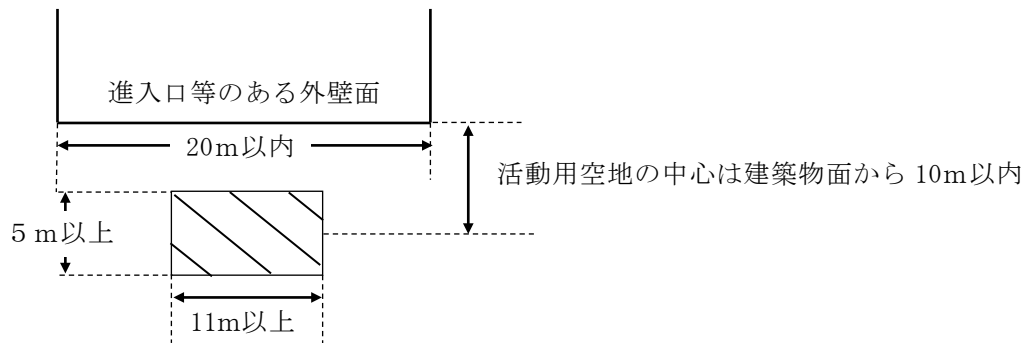 進入口等のある外壁面
20m以内
活動用空地の中心は建築物面から 10m以内
5 m以上
11m以上